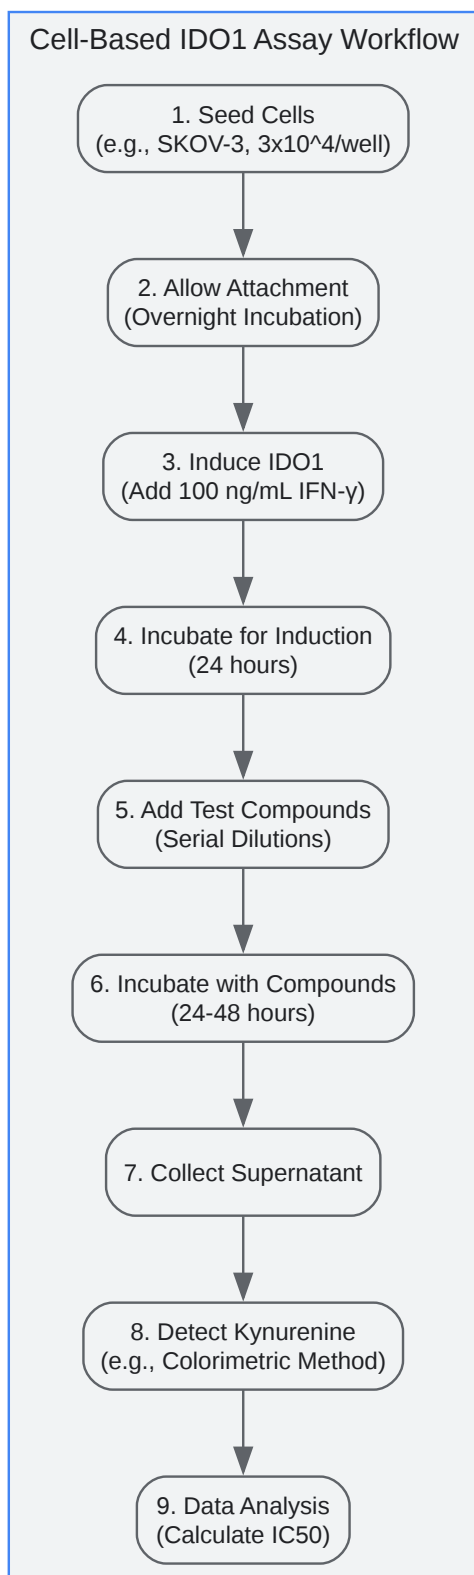 Cell-Based IDO1 Assay Workflow
1. Seed Cells
(e.g., SKOV-3, 3x10^4/well)
2. Allow Attachment
(Overnight Incubation)
3. Induce IDO1
(Add 100 ng/mL IFN-γ)
4. Incubate for Induction
(24 hours)
5. Add Test Compounds
(Serial Dilutions)
6. Incubate with Compounds
(24-48 hours)
7. Collect Supernatant
8. Detect Kynurenine
(e.g., Colorimetric Method)
9. Data Analysis
(Calculate IC50)